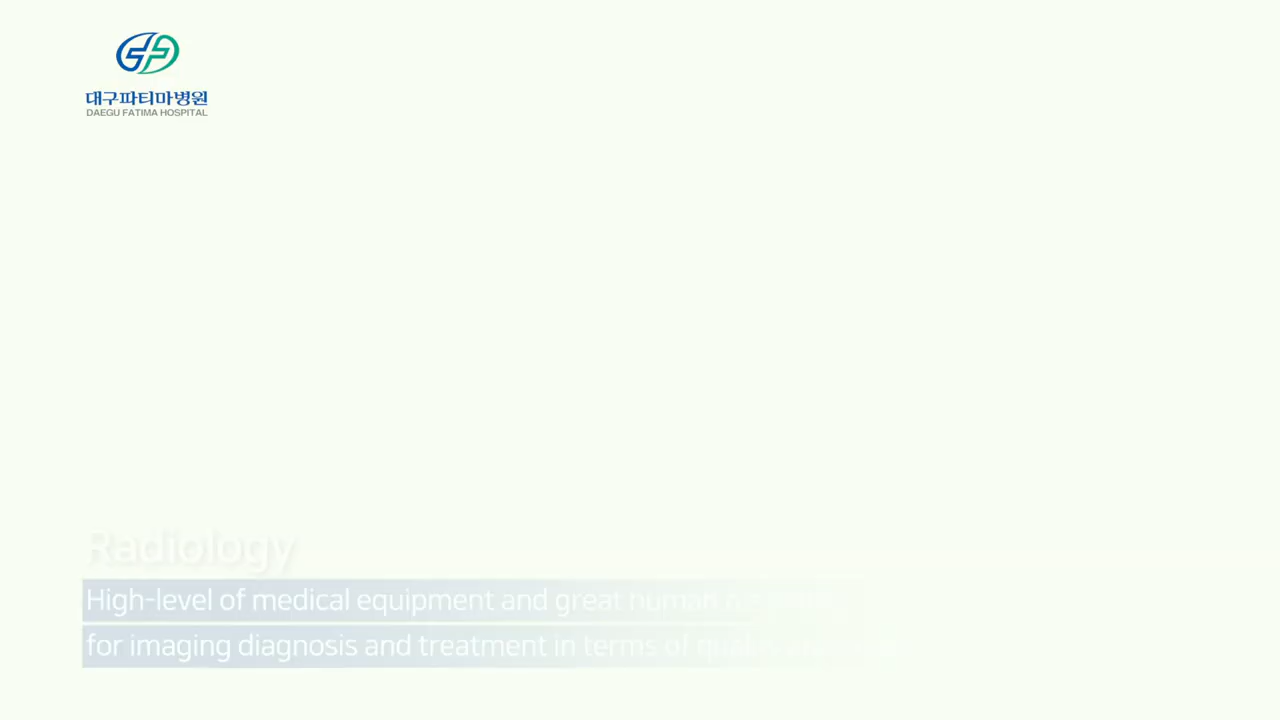 대구파티마병원
DAEGU FATIMA HOSPITAL
Radiology
High-level of medical equipment and great human
for imaging diagnosis and treatment in terms of quality